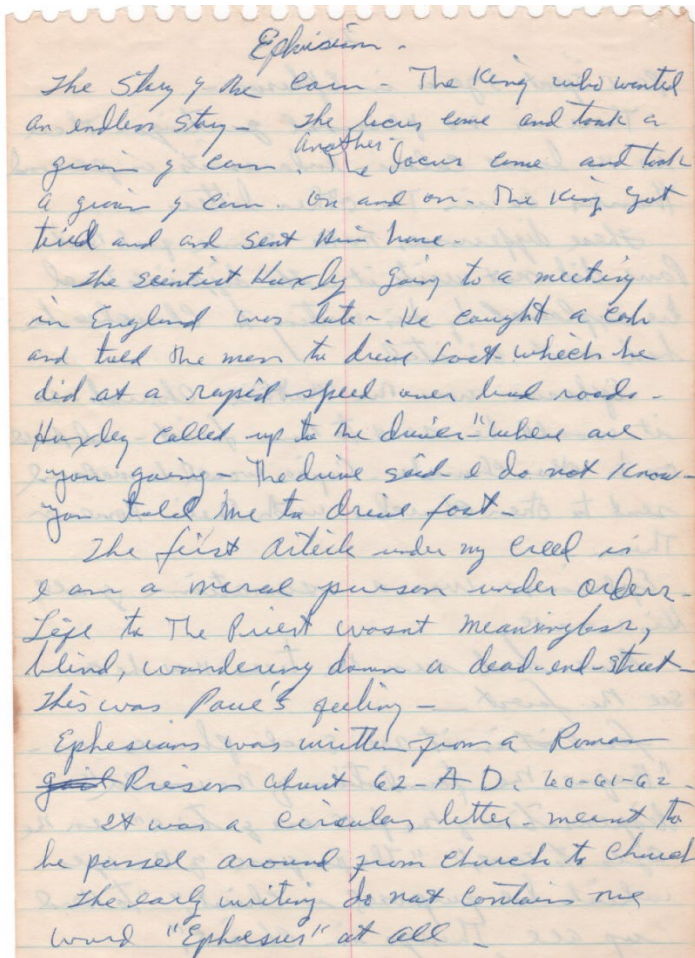 Ephisian -
The Story of the Corn - The King who wanted
an endless story - The locus come and took a
grain of corn. Another
The locus come and took
a grain of corn. on and on - The King got
tired and and sent Him home -
The scientist Huxley going to a meeting
in England was late - He caught a cab
and told the man to drive fast which he
did at a rapid speed over bad roads -
Huxley called up to the driver - "where are
you going - The drive said - I do not know -
you told me to drive fast -
The first Article under my creed is
I am a moral person under orders -
Life to The Priest wasnt meaningless,
blind, wandering down a dead-end-street -
This was Paul's feeling -
Ephesians was written from a Roman
Prison about 62 - A D. 60-61-62 -
It was a circular letter - meant to
be passed around from church to church
The early writing do not contain the
word "Ephesus" at all -